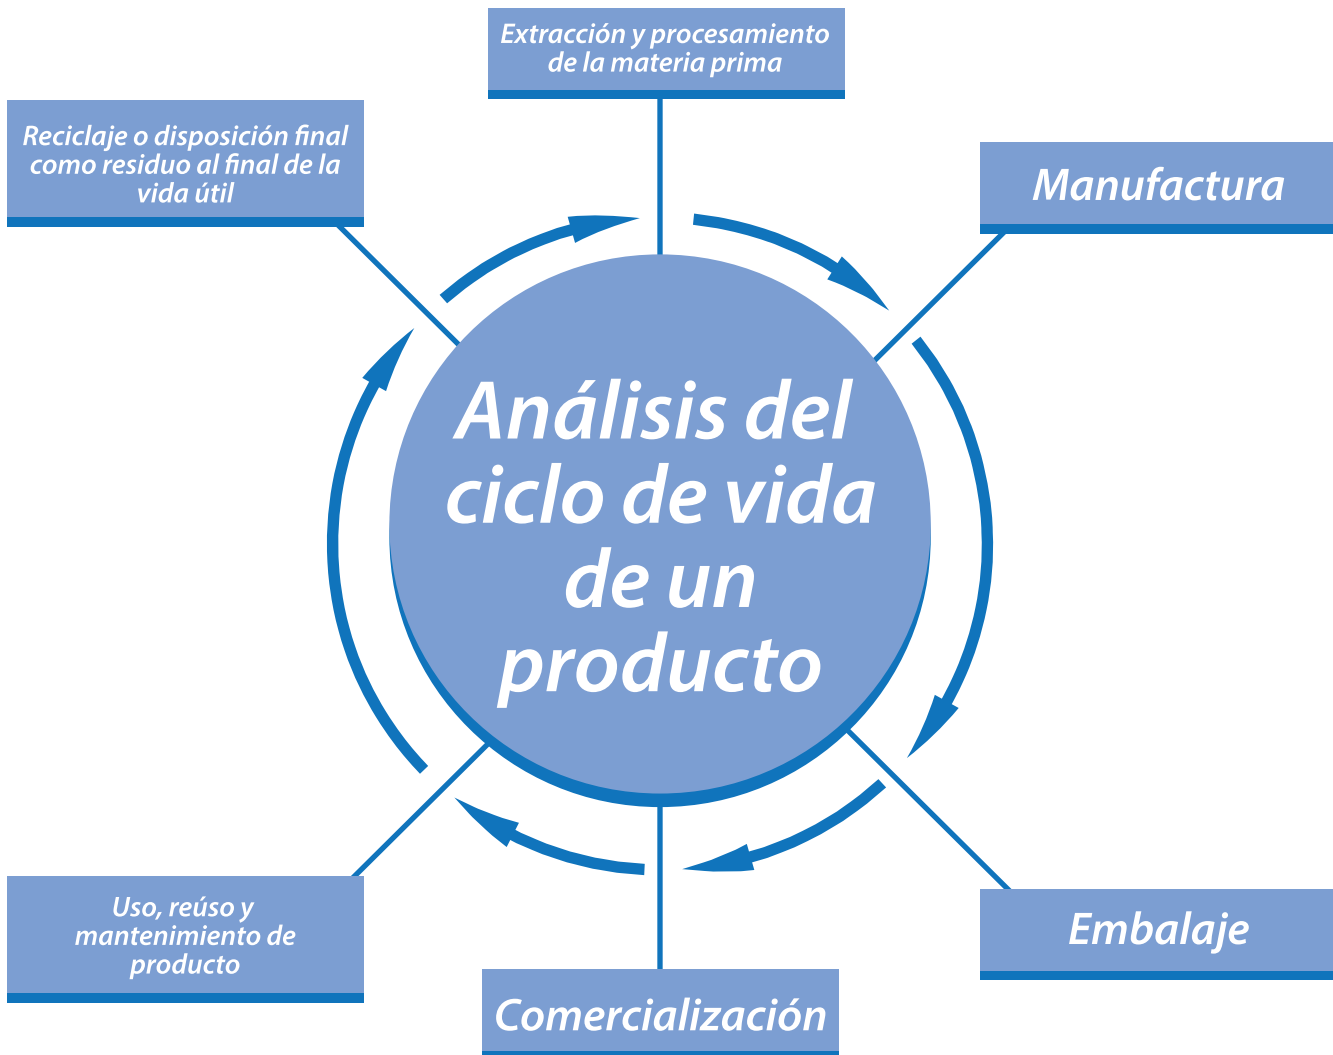 Extracción y procesamiento
de la materia prima
Manufactura
Embalaje
Comercialización
Uso, reúso y
mantenimiento de
producto
Reciclaje o disposición final
como residuo al final de la
vida útil
Análisis del
ciclo de vida
de un
producto